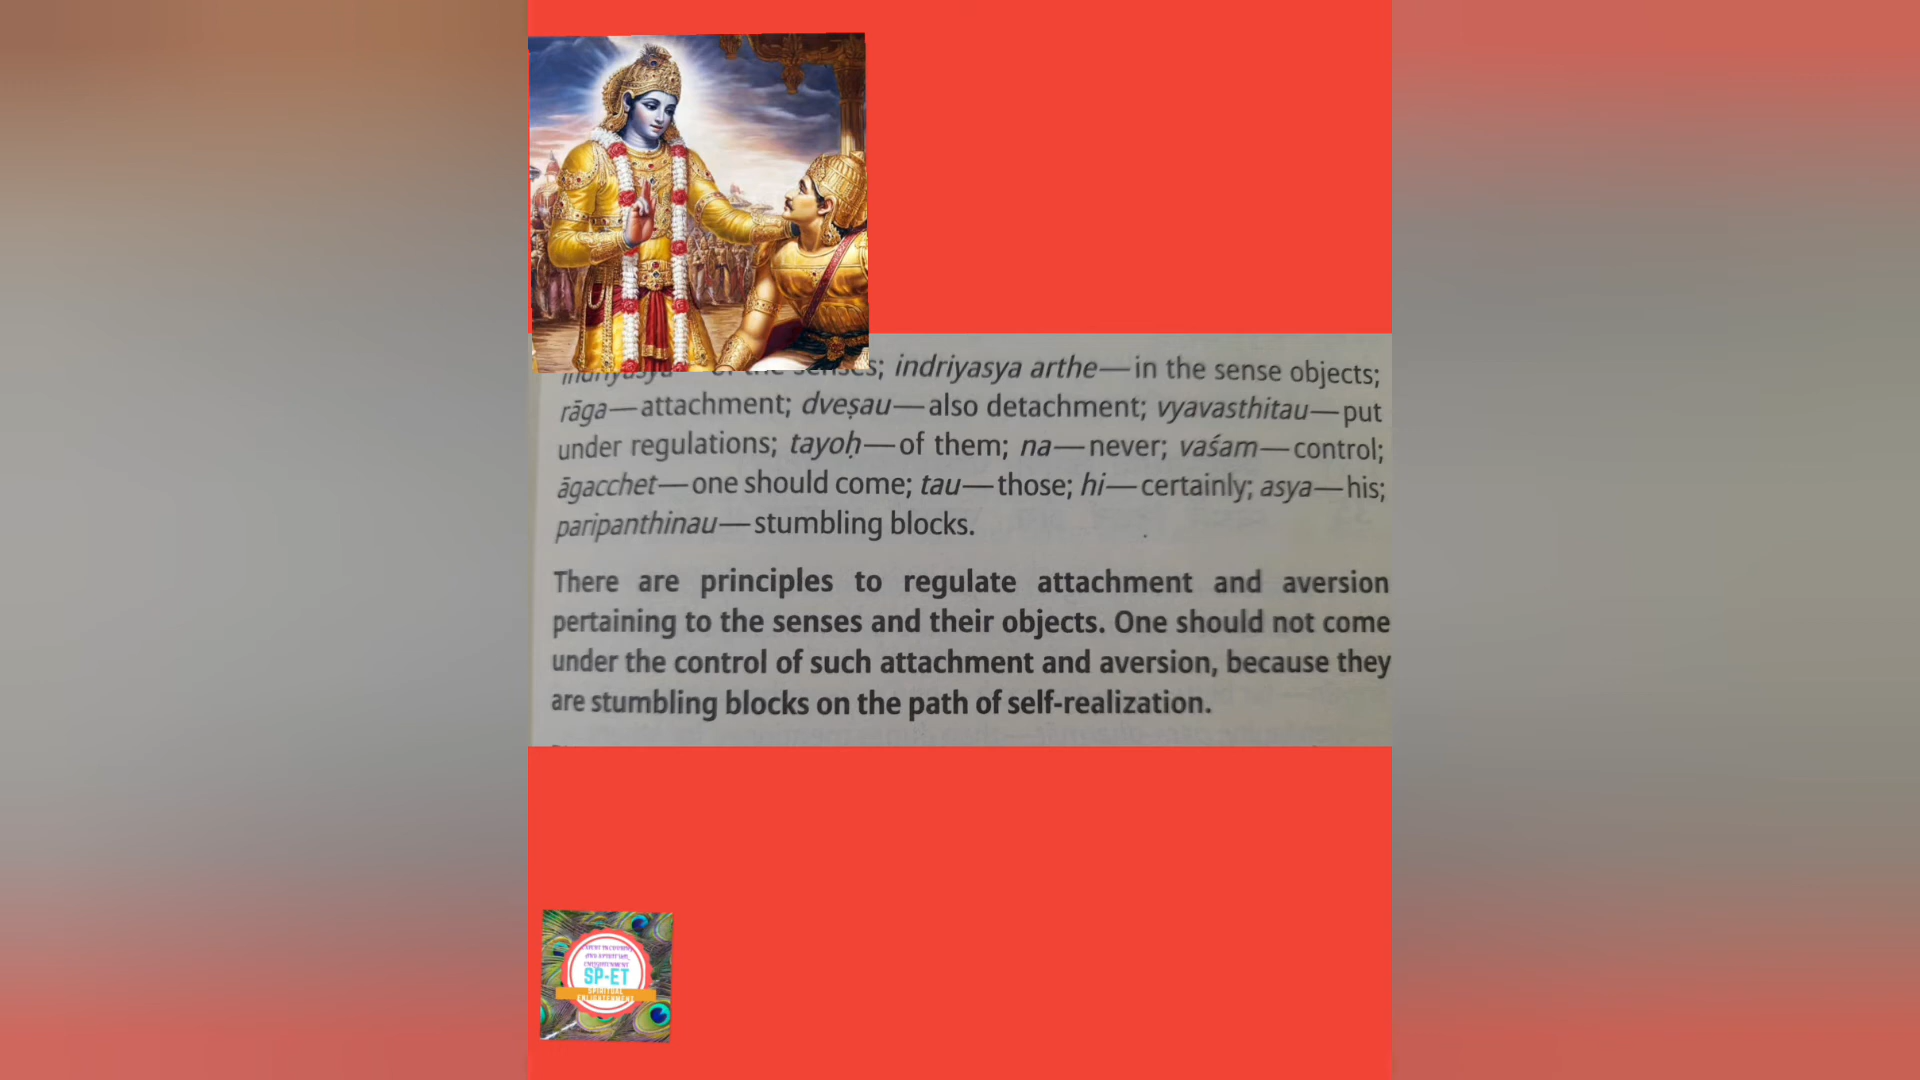 of the senses; indriyasya arthe—in the sense objects;
rāga—attachment; dveṣau—also detachment; vyavasthitau—put
under regulations; tayoḥ—of them; na—never; vaśam—control;
āgacchet—one should come; tau—those; hi—certainly; asya—his;
paripanthinau—stumbling blocks.
There are principles to regulate attachment and aversion
pertaining to the senses and their objects. One should not come
under the control of such attachment and aversion, because they
are stumbling blocks on the path of self-realization.
SP-ET